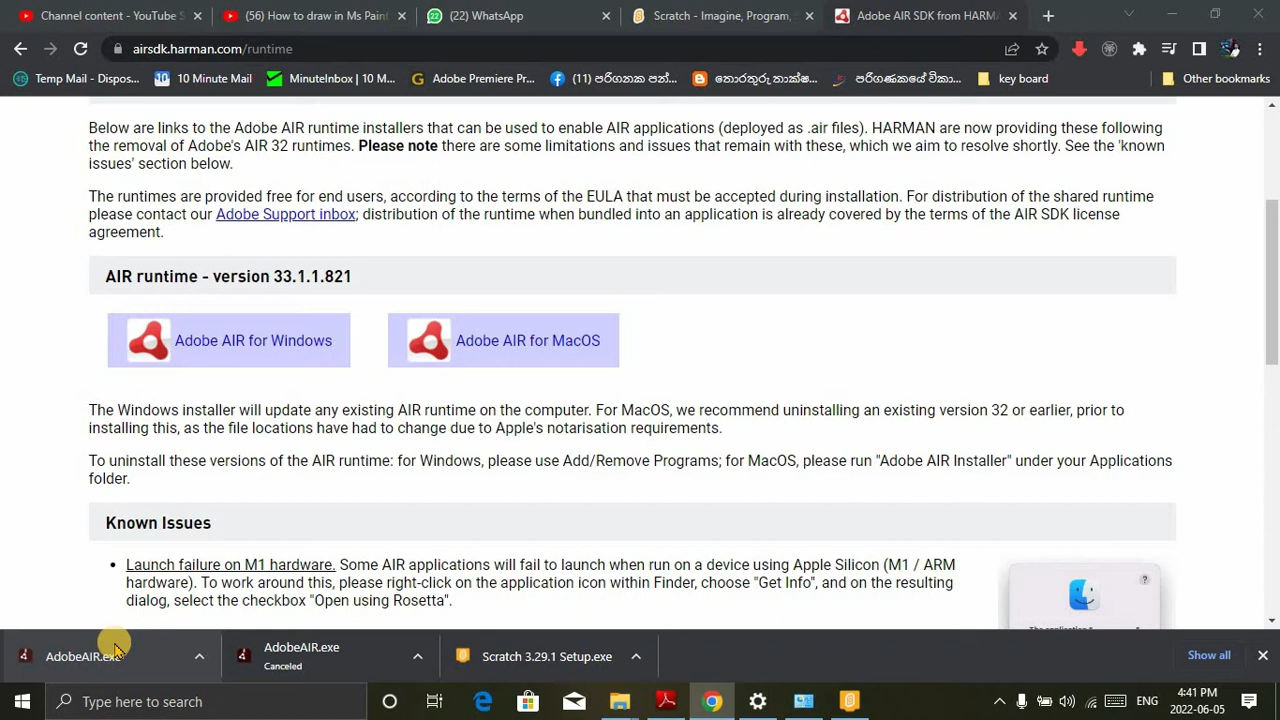 Channel content - YouTube S
(56) How to draw in Ms Pain
(22) WhatsApp
Scratch - Imagine, Program,
Adobe AIR SDK from HARM
airsdk.harman.com/runtime
Temp Mail - Dispos...
10 Minute Mail
MinuteInbox | 10 M...
Adobe Premiere Pr...
(11) පරිගනක පන්...
තොරතුරු තාක්ෂ...
පරිගණකයේ විකා...
key board
Other bookmarks
Below are links to the Adobe AIR runtime installers that can be used to enable AIR applications (deployed as .air files). HARMAN are now providing these following
the removal of Adobe's AIR 32 runtimes. Please note there are some limitations and issues that remain with these, which we aim to resolve shortly. See the 'known
issues' section below.
The runtimes are provided free for end users, according to the terms of the EULA that must be accepted during installation. For distribution of the shared runtime
please contact our Adobe Support inbox; distribution of the runtime when bundled into an application is already covered by the terms of the AIR SDK license
agreement.
AIR runtime - version 33.1.1.821
Adobe AIR for Windows
Adobe AIR for MacOS
The Windows installer will update any existing AIR runtime on the computer. For MacOS, we recommend uninstalling an existing version 32 or earlier, prior to
installing this, as the file locations have had to change due to Apple's notarisation requirements.
To uninstall these versions of the AIR runtime: for Windows, please use Add/Remove Programs; for MacOS, please run "Adobe AIR Installer" under your Applications
folder.
Known Issues
Launch failure on M1 hardware. Some AIR applications will fail to launch when run on a device using Apple Silicon (M1 / ARM
hardware). To work around this, please right-click on the application icon within Finder, choose "Get Info", and on the resulting
dialog, select the checkbox "Open using Rosetta".
?
AdobeAIR.exe
AdobeAIR.exe
Canceled
Scratch 3.29.1 Setup.exe
Show all
Type here to search
ENG
4:41 PM
2022-06-05